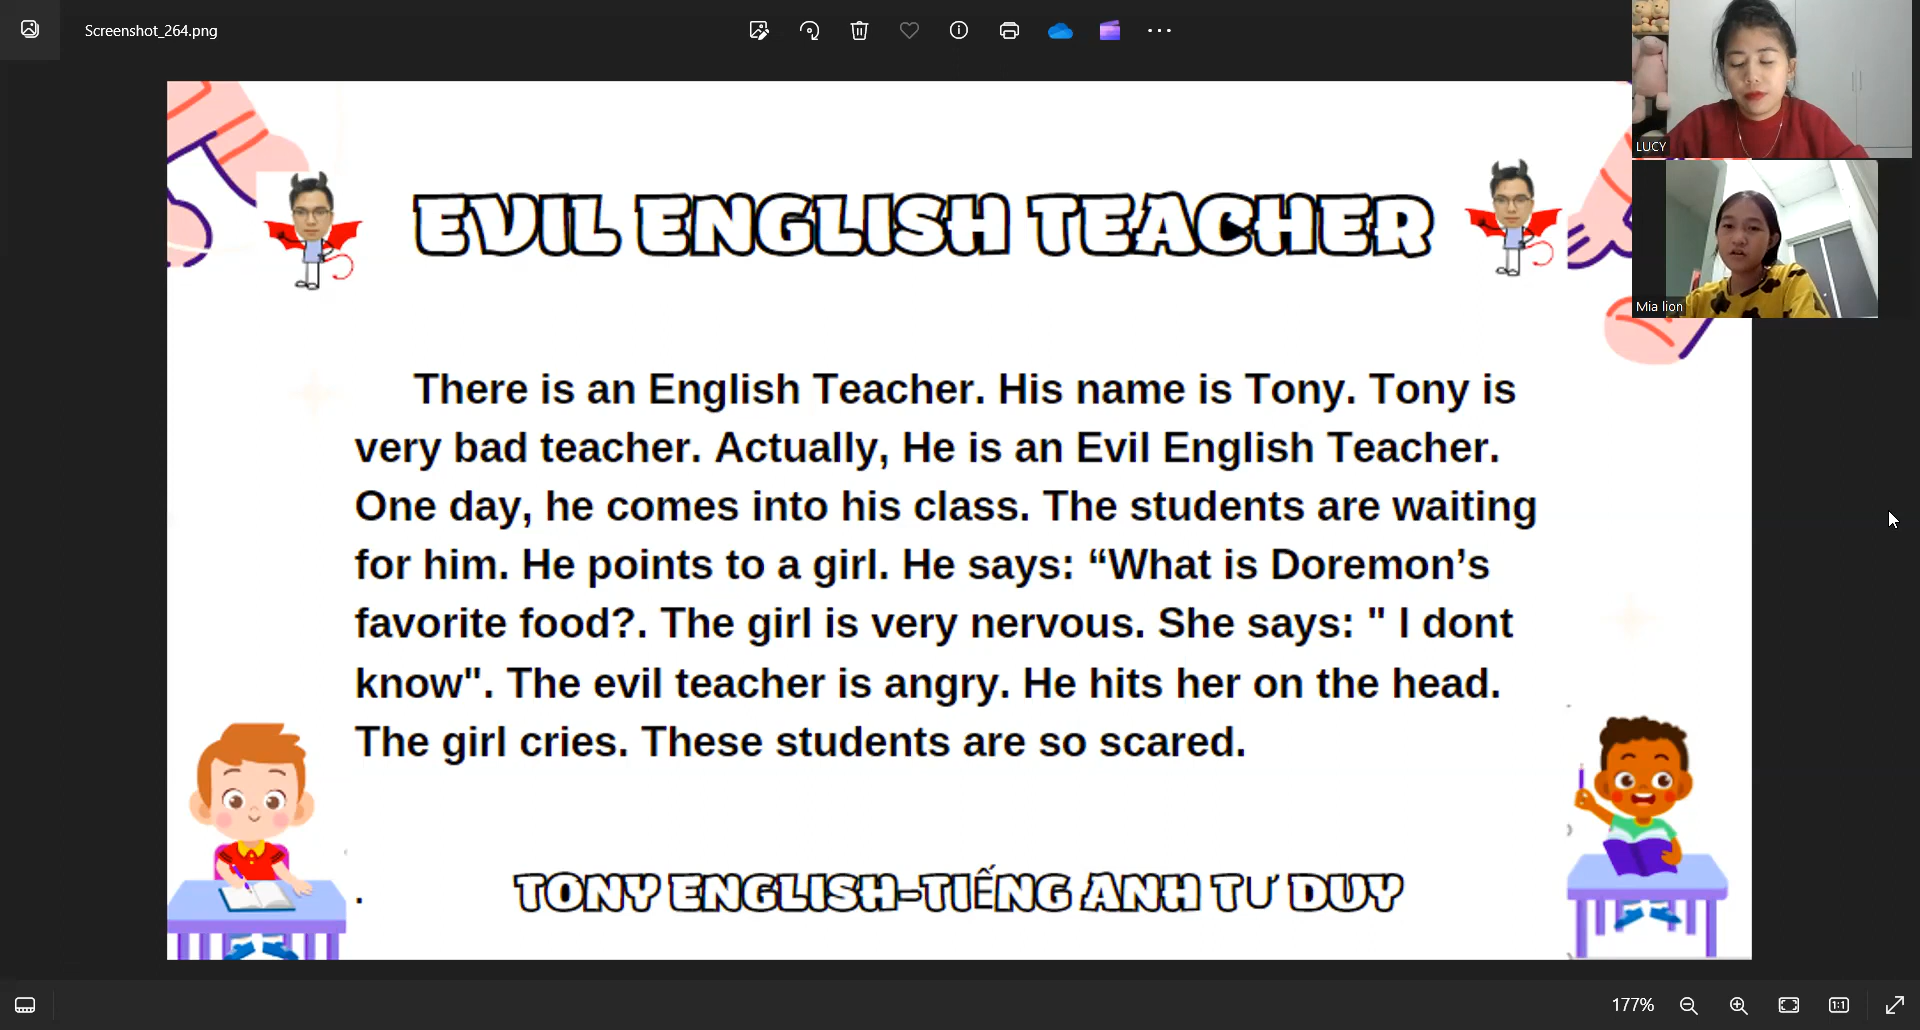 Screenshot_264.png
LUCY
Mia lion
EVIL ENGLISH TEACHER
There is an English Teacher. His name is Tony. Tony is
very bad teacher. Actually, He is an Evil English Teacher.
One day, he comes into his class. The students are waiting
for him. He points to a girl. He says: “What is Doremon’s
favorite food?. The girl is very nervous. She says: " I dont
know". The evil teacher is angry. He hits her on the head.
The girl cries. These students are so scared.
.
TONY ENGLISH-TIẾNG ANH TƯ DUY
177%
1:1